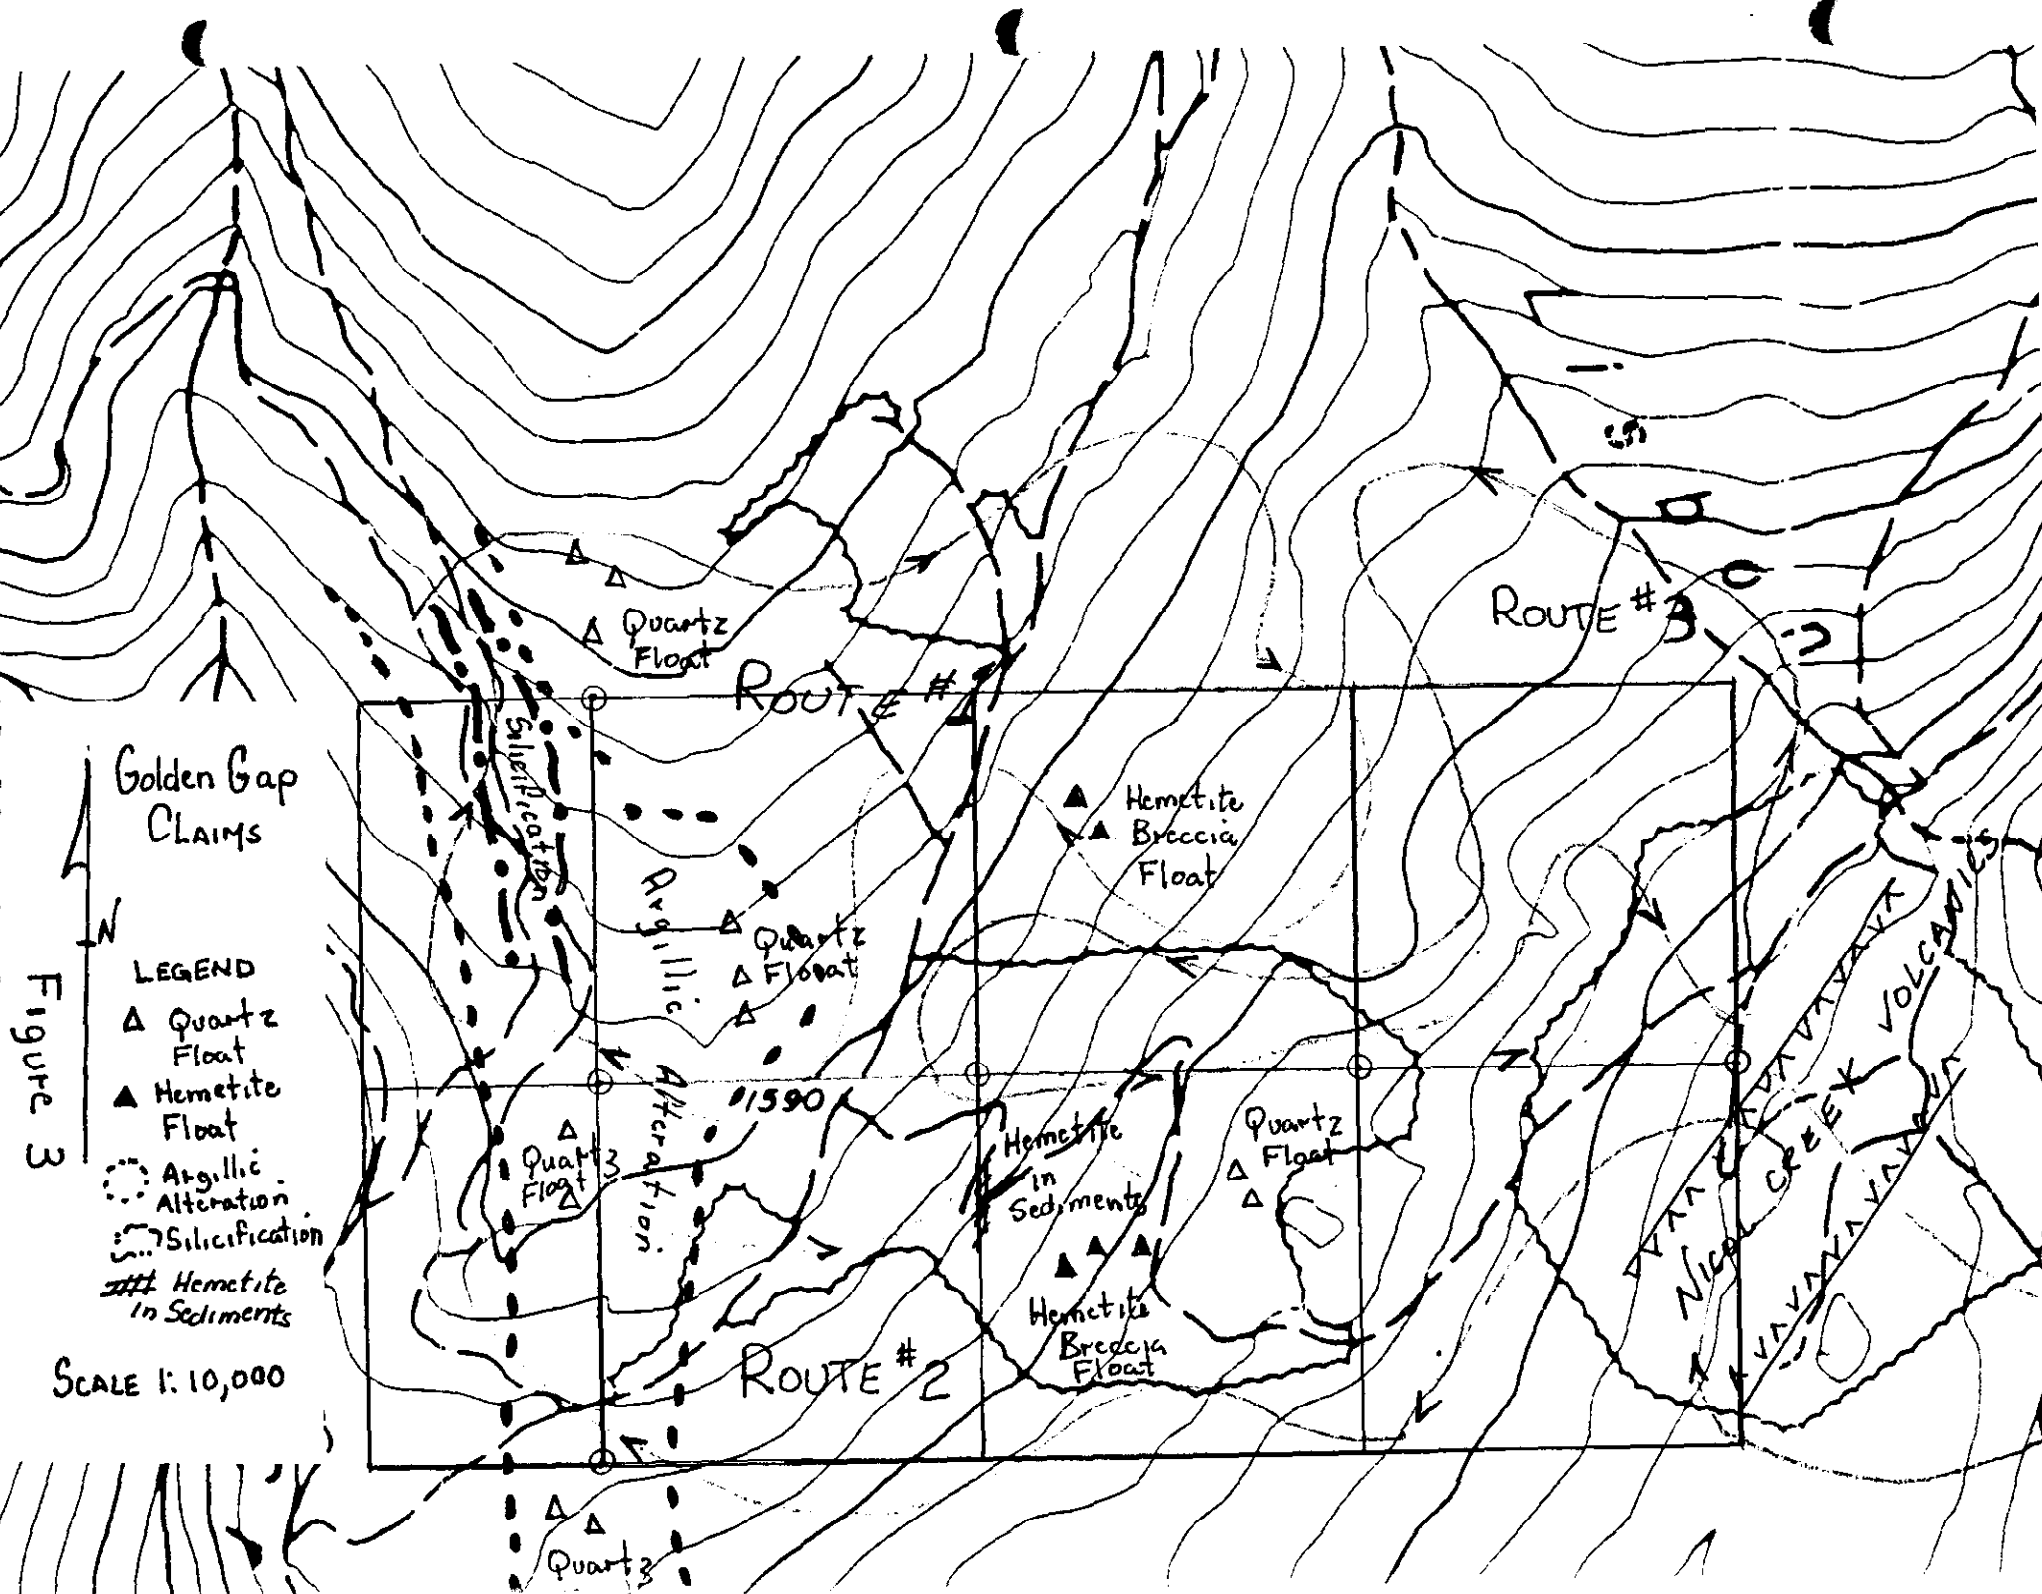 Quartz
Float
ROUTE #1
ROUTE #3
Golden Gap
CLAIMS
N
LEGEND
Quartz
Float
Hemetite
Float
Argillic
Alteration
Silicification
Hemetite
in Sediments
SCALE 1:10,000
Figure 3
Silicification
Argillic
Alteration
Hemetite
Breccia
Float
Quartz
Float
1590
Quartz
Float
Hemetite
in
Sediments
Quartz
Float
Hemetite
Breccia
Float
ROUTE #2
NICOL CREEK VOLCANICS
Quartz